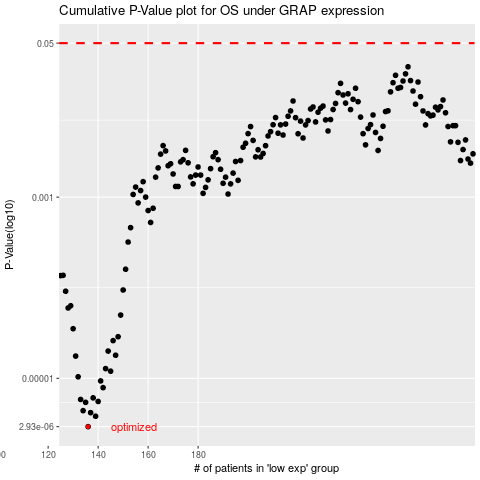 Cumulative P-Value plot for OS under GRAP expression
0.05
0.001
0.00001
2.93e-06
optimized
P-Value(log10)
00 120 140 160 180
# of patients in 'low exp' group